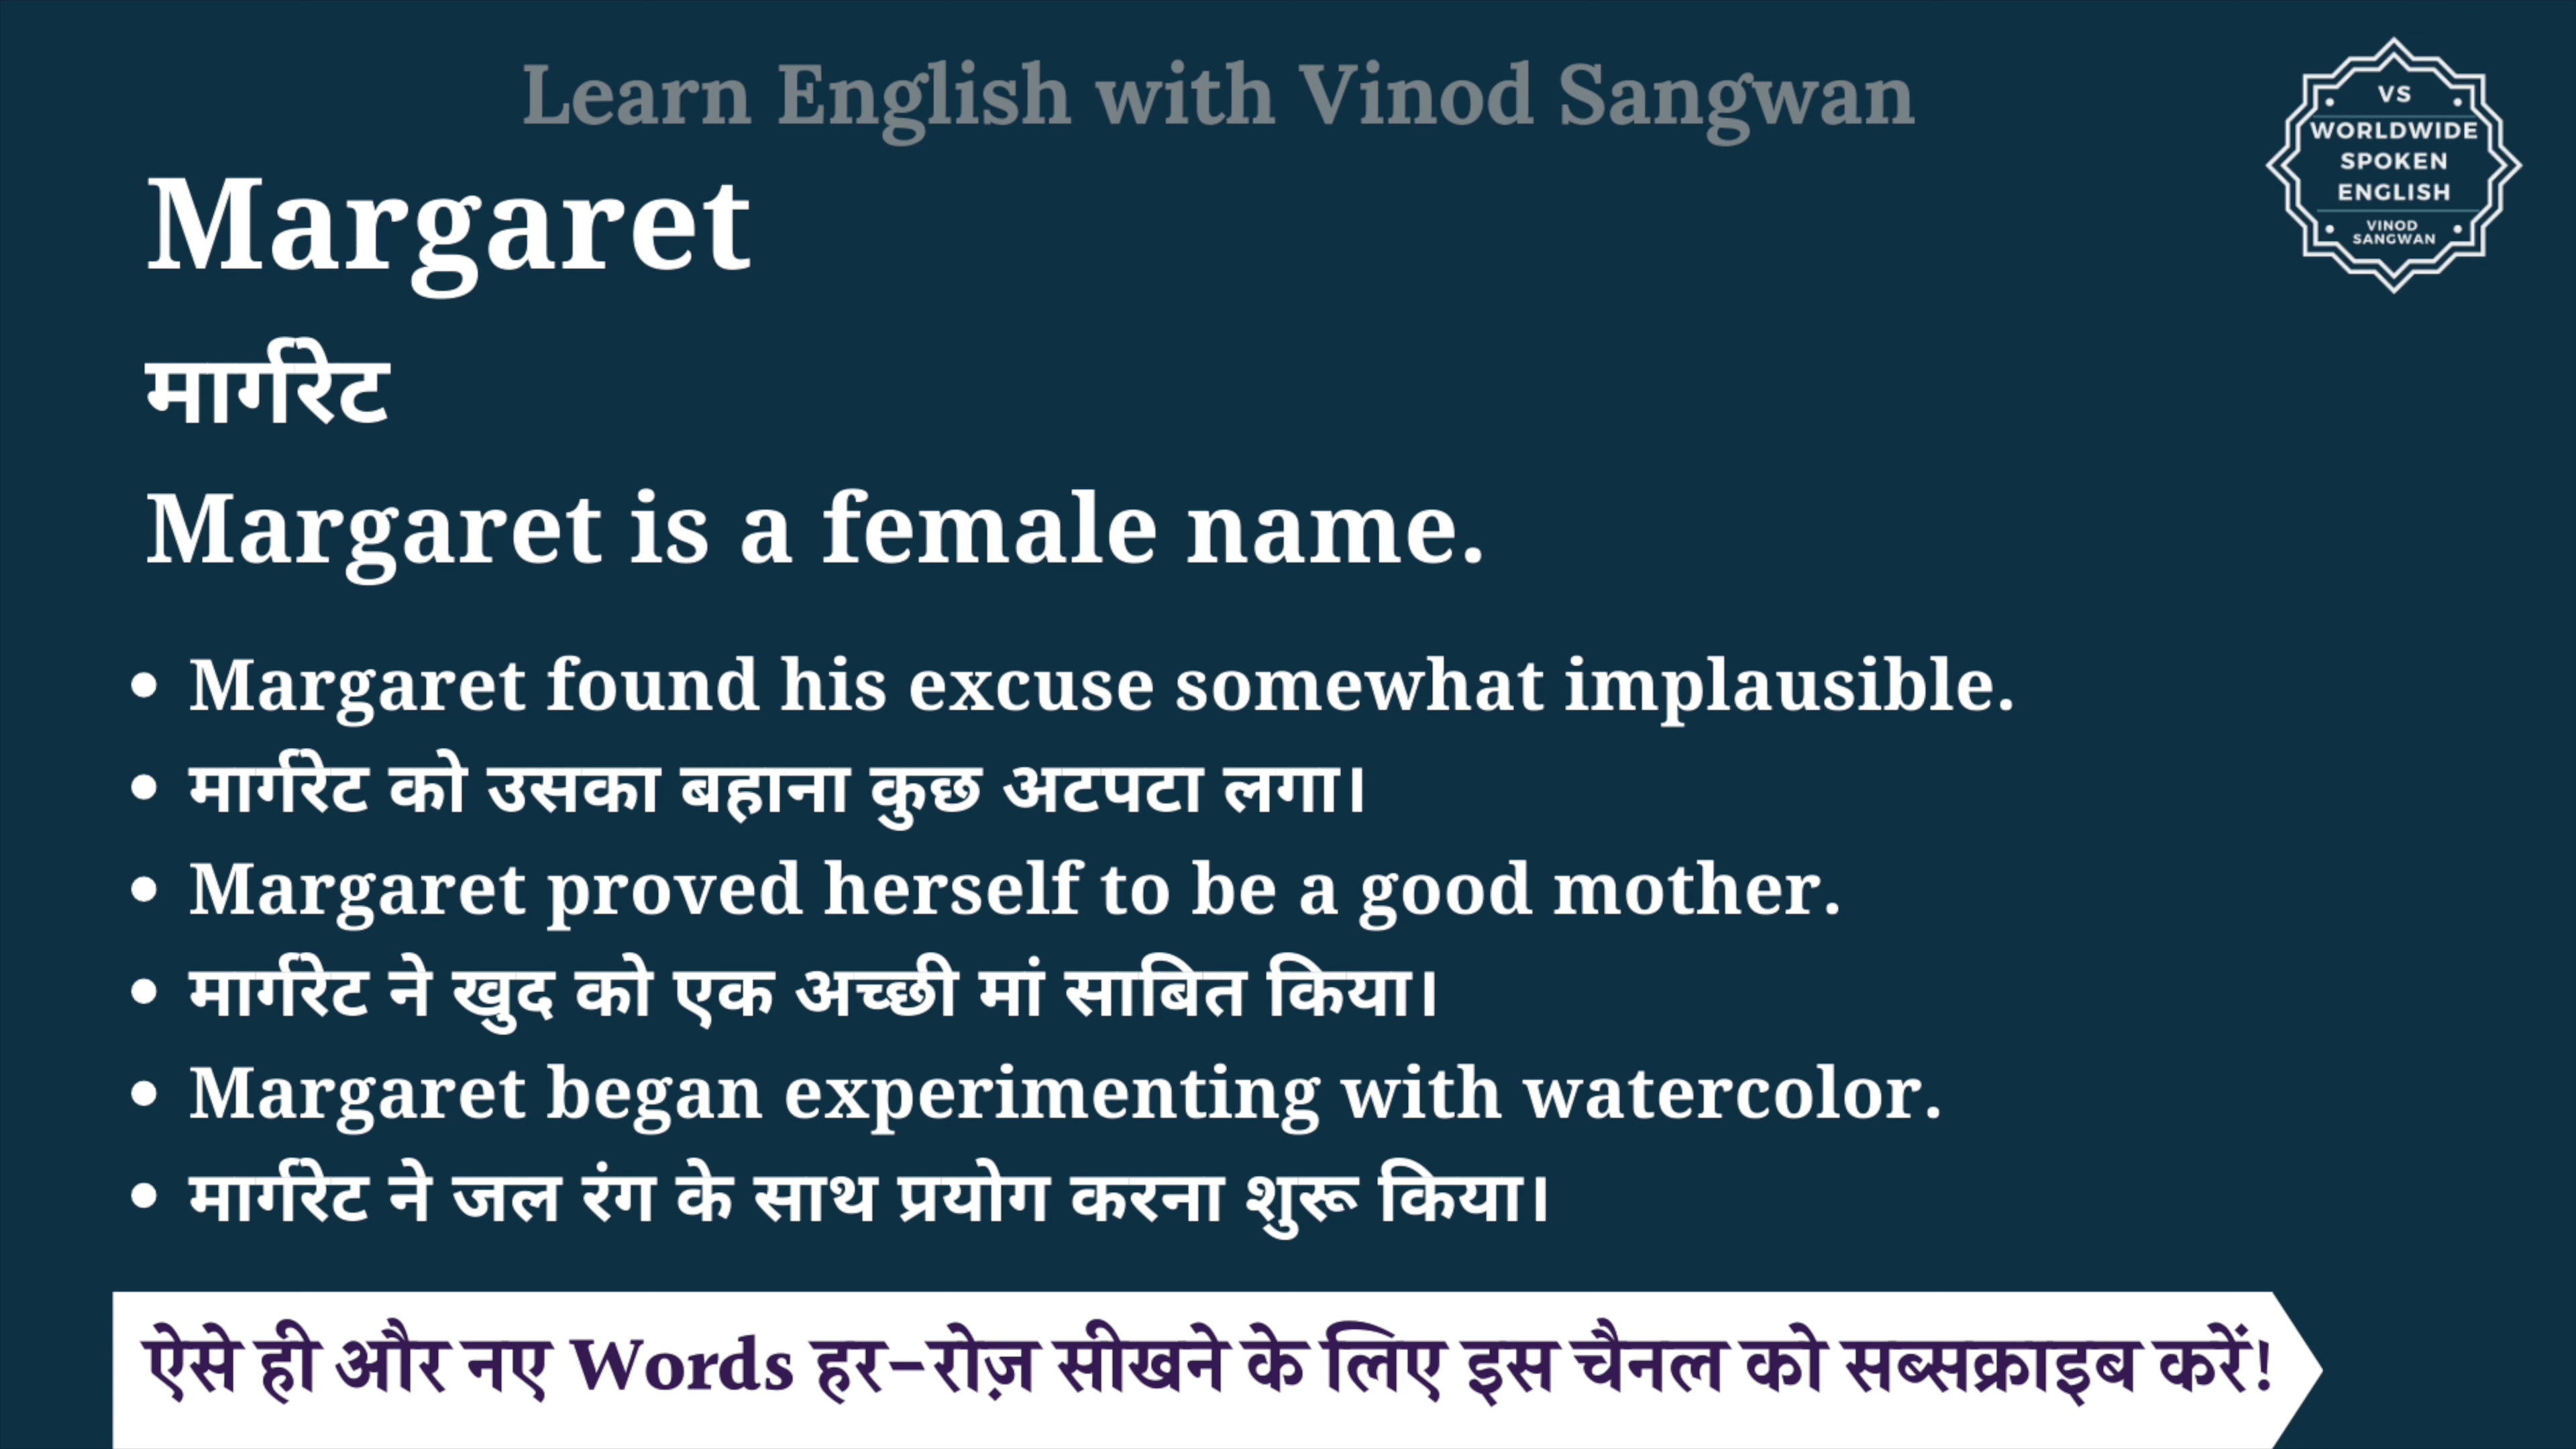 Learn English with Vinod Sangwan
VS
WORLDWIDE
SPOKEN
ENGLISH
VINOD
SANGWAN
Margaret
मार्गरेट
Margaret is a female name.
• Margaret found his excuse somewhat implausible.
• मार्गरेट को उसका बहाना कुछ अटपटा लगा।
• Margaret proved herself to be a good mother.
• मार्गरेट ने खुद को एक अच्छी मां साबित किया।
• Margaret began experimenting with watercolor.
• मार्गरेट ने जल रंग के साथ प्रयोग करना शुरू किया।
ऐसे ही और नए Words हर-रोज़ सीखने के लिए इस चैनल को सब्सक्राइब करें!